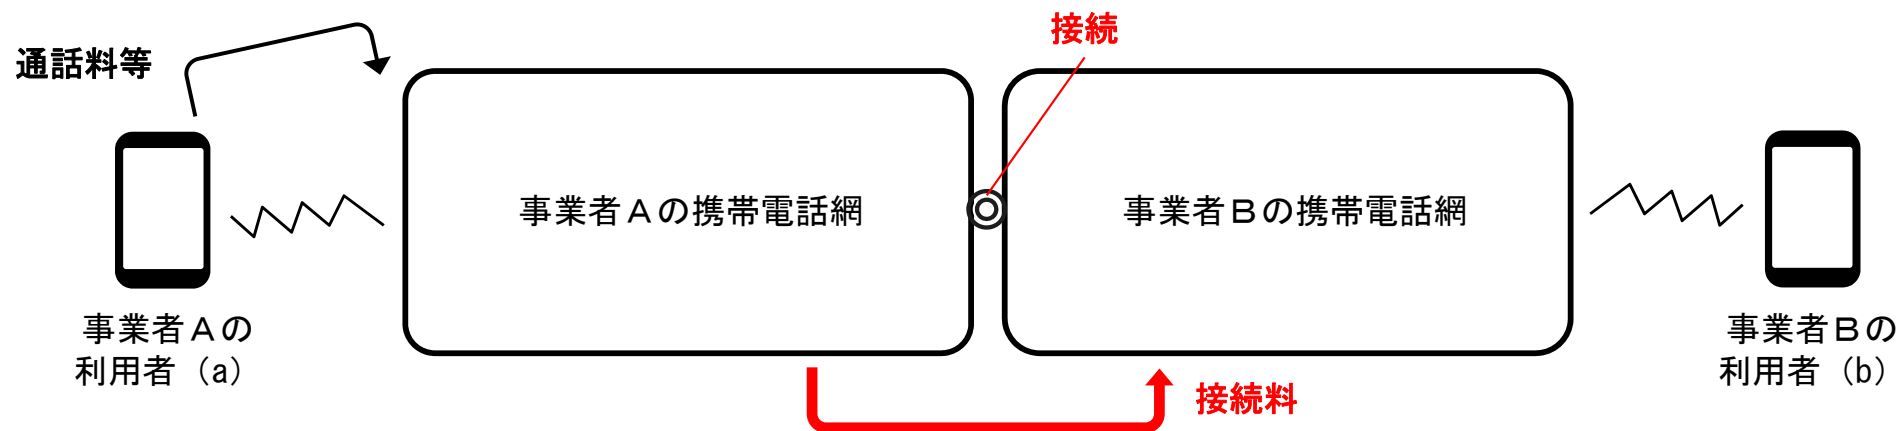 接続
通話料等
事業者Aの携帯電話網
事業者Bの携帯電話網
事業者Aの
利用者（a）
事業者Bの
利用者（b）
接続料